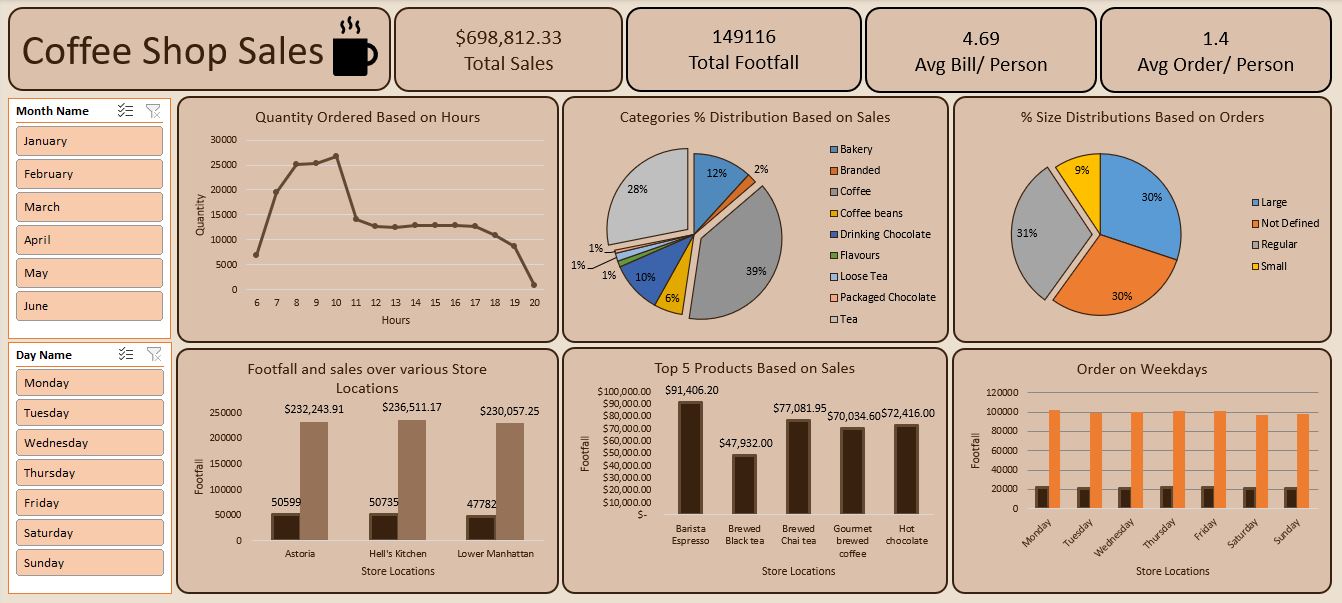 Coffee Shop Sales
$698,812.33
Total Sales
149116
Total Footfall
4.69
Avg Bill/ Person
1.4
Avg Order/ Person
Month Name
January
February
March
April
May
June
Day Name
Monday
Tuesday
Wednesday
Thursday
Friday
Saturday
Sunday
Quantity Ordered Based on Hours
Quantity
30000
25000
20000
15000
10000
5000
0
6 7 8 9 10 11 12 13 14 15 16 17 18 19 20
Hours
Categories % Distribution Based on Sales
12%
2%
39%
6%
10%
1%
1%
1%
28%
Bakery
Branded
Coffee
Coffee beans
Drinking Chocolate
Flavours
Loose Tea
Packaged Chocolate
Tea
% Size Distributions Based on Orders
30%
30%
31%
9%
Large
Not Defined
Regular
Small
Footfall and sales over various Store
Locations
Footfall
250000
200000
150000
100000
50000
0
$232,243.91 $236,511.17 $230,057.25
50599 50735 47782
Astoria Hell's Kitchen Lower Manhattan
Store Locations
Top 5 Products Based on Sales
Footfall
$100,000.00
$90,000.00
$80,000.00
$70,000.00
$60,000.00
$50,000.00
$40,000.00
$30,000.00
$20,000.00
$10,000.00
$-
$91,406.20
$47,932.00
$77,081.95
$70,034.60
$72,416.00
Barista
Espresso
Brewed
Black tea
Brewed
Chai tea
Gourmet
brewed
coffee
Hot
chocolate
Store Locations
Order on Weekdays
Footfall
120000
100000
80000
60000
40000
20000
0
Monday
Tuesday
Wednesday
Thursday
Friday
Saturday
Sunday
Store Locations